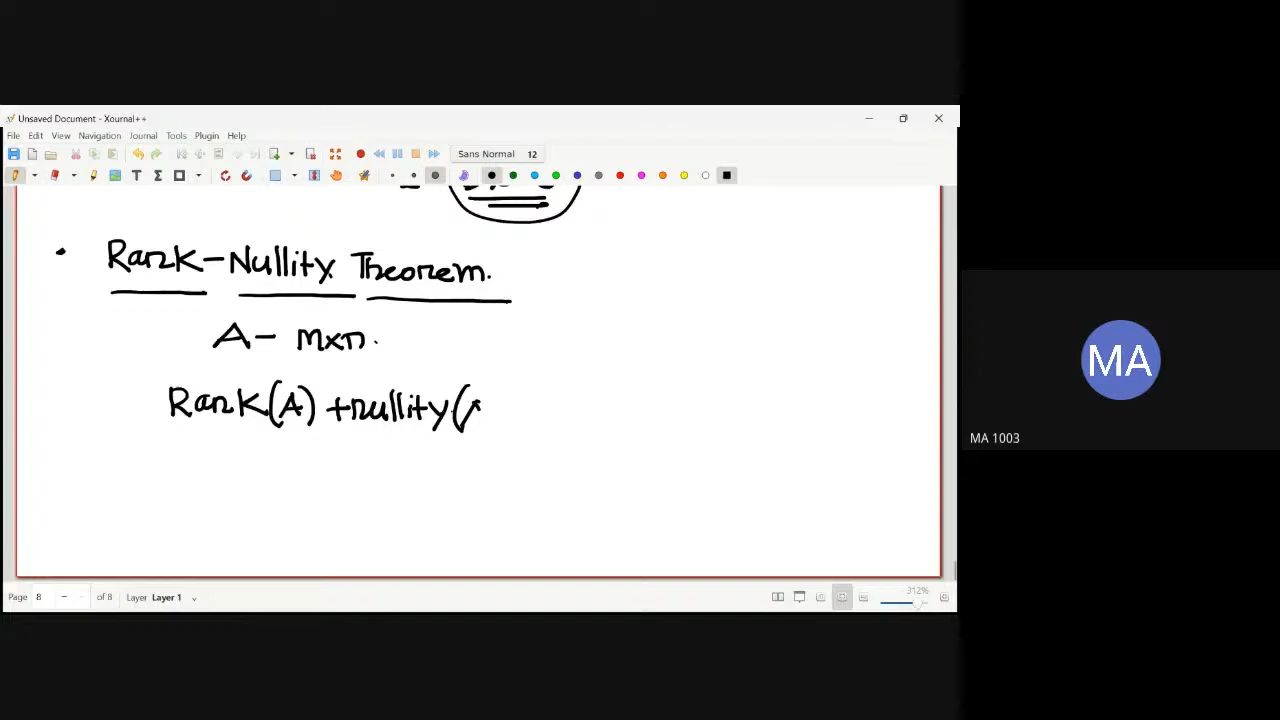 Unsaved Document - Xournal++
File Edit View Navigation Journal Tools Plugin Help
Sans Normal 12
• Rank-Nullity Theorem.
A - m×n.
Rank(A) + nullity(
MA
MA 1003
Page 8 of 8 Layer Layer 1
312%